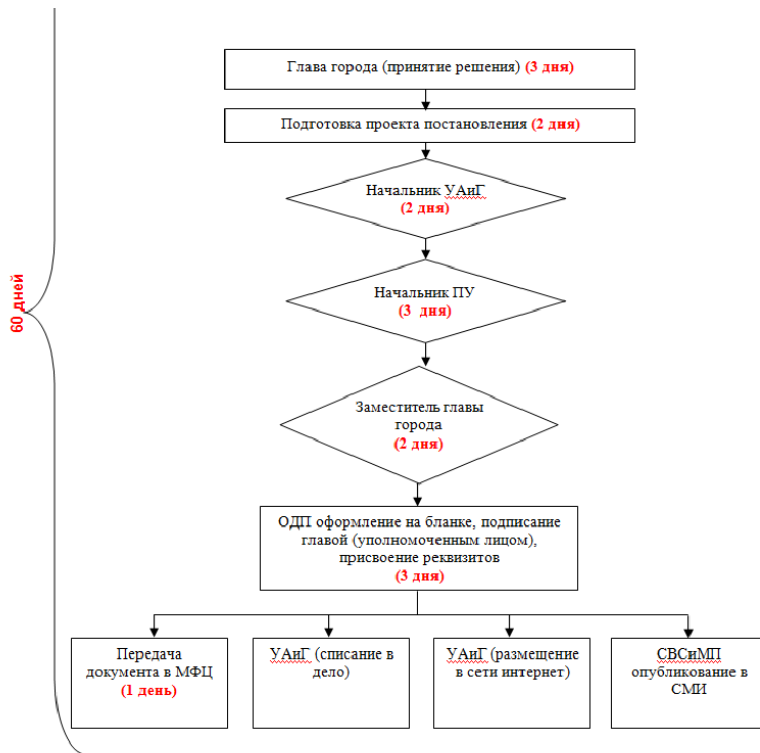 Глава города (принятие решения) (3 дня)
Подготовка проекта постановления (2 дня)
Начальник УАиГ
(2 дня)
60 дней
Начальник ПУ
(3 дня)
Заместитель главы
города
(2 дня)
ОДП оформление на бланке, подписание
главой (уполномоченным лицом),
присвоение реквизитов
(3 дня)
Передача
документа в МФЦ
(1 день)
УАиГ (списание в
дело)
УАиГ (размещение
в сети интернет)
СВСиМП
опубликование в
СМИ